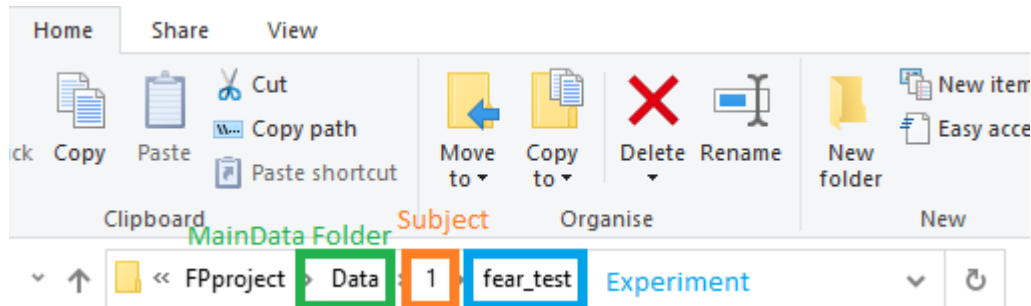 Home Share View
Cut
New item
W... Copy path
Easy acce
ck Copy Paste Paste shortcut Move to Copy to Delete Rename New folder
Clipboard Organise New
MainData Folder Subject
« FPproject › Data › 1 › fear_test Experiment